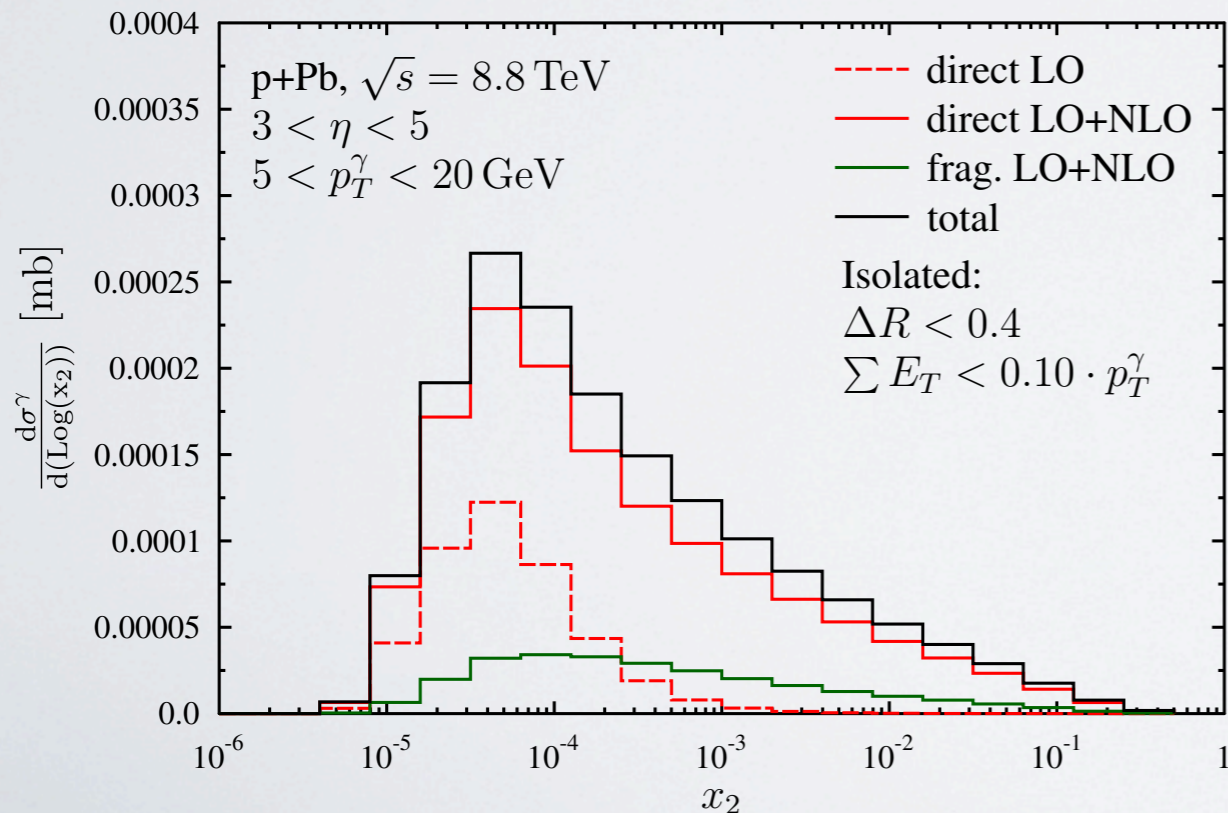 0.0004
0.00035
0.0003
0.00025
0.0002
0.00015
0.0001
0.00005
0.0
dσ^γ / d(Log(x₂)) [mb]
p+Pb, √s = 8.8 TeV
3 < η < 5
5 < p_T^γ < 20 GeV
direct LO
direct LO+NLO
frag. LO+NLO
total
Isolated:
ΔR < 0.4
∑ E_T < 0.10 · p_T^γ
10⁻⁶ 10⁻⁵ 10⁻⁴ 10⁻³ 10⁻² 10⁻¹ 1
x₂